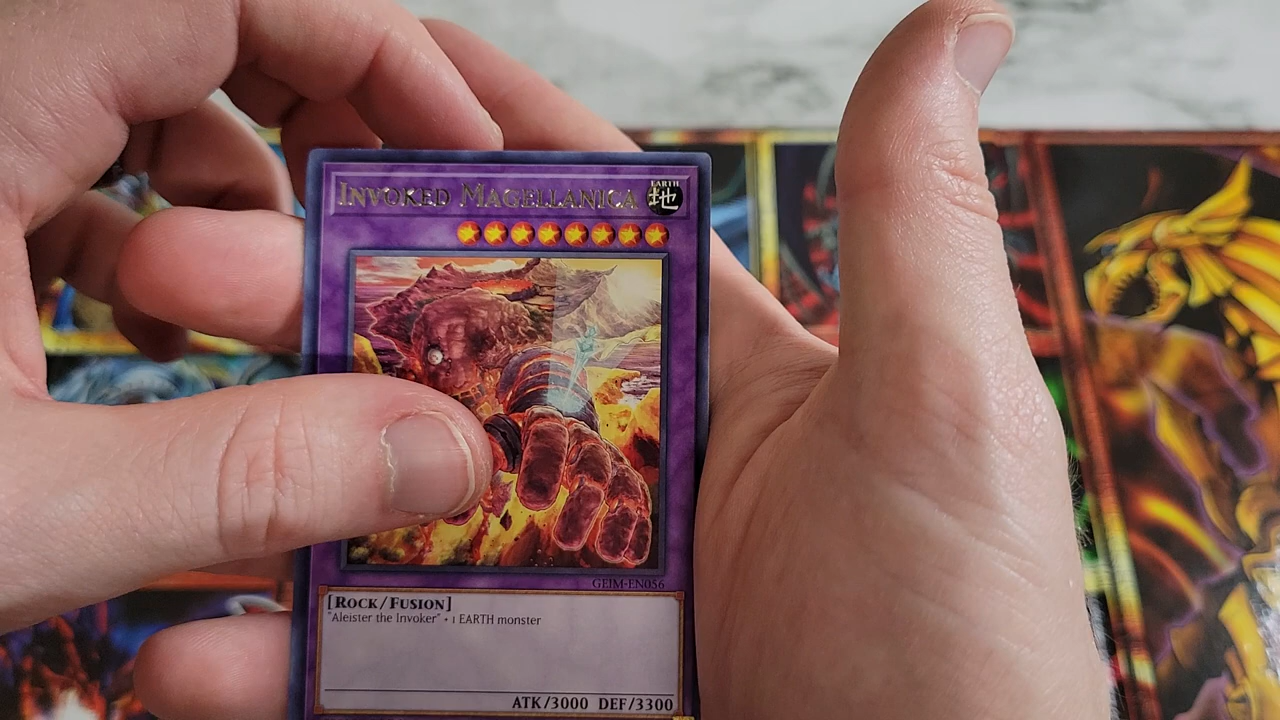 INVOKED MAGELLANICA
EARTH
地
GEIM-EN056
[ROCK/FUSION]
"Aleister the Invoker" + 1 EARTH monster
ATK/3000 DEF/3300